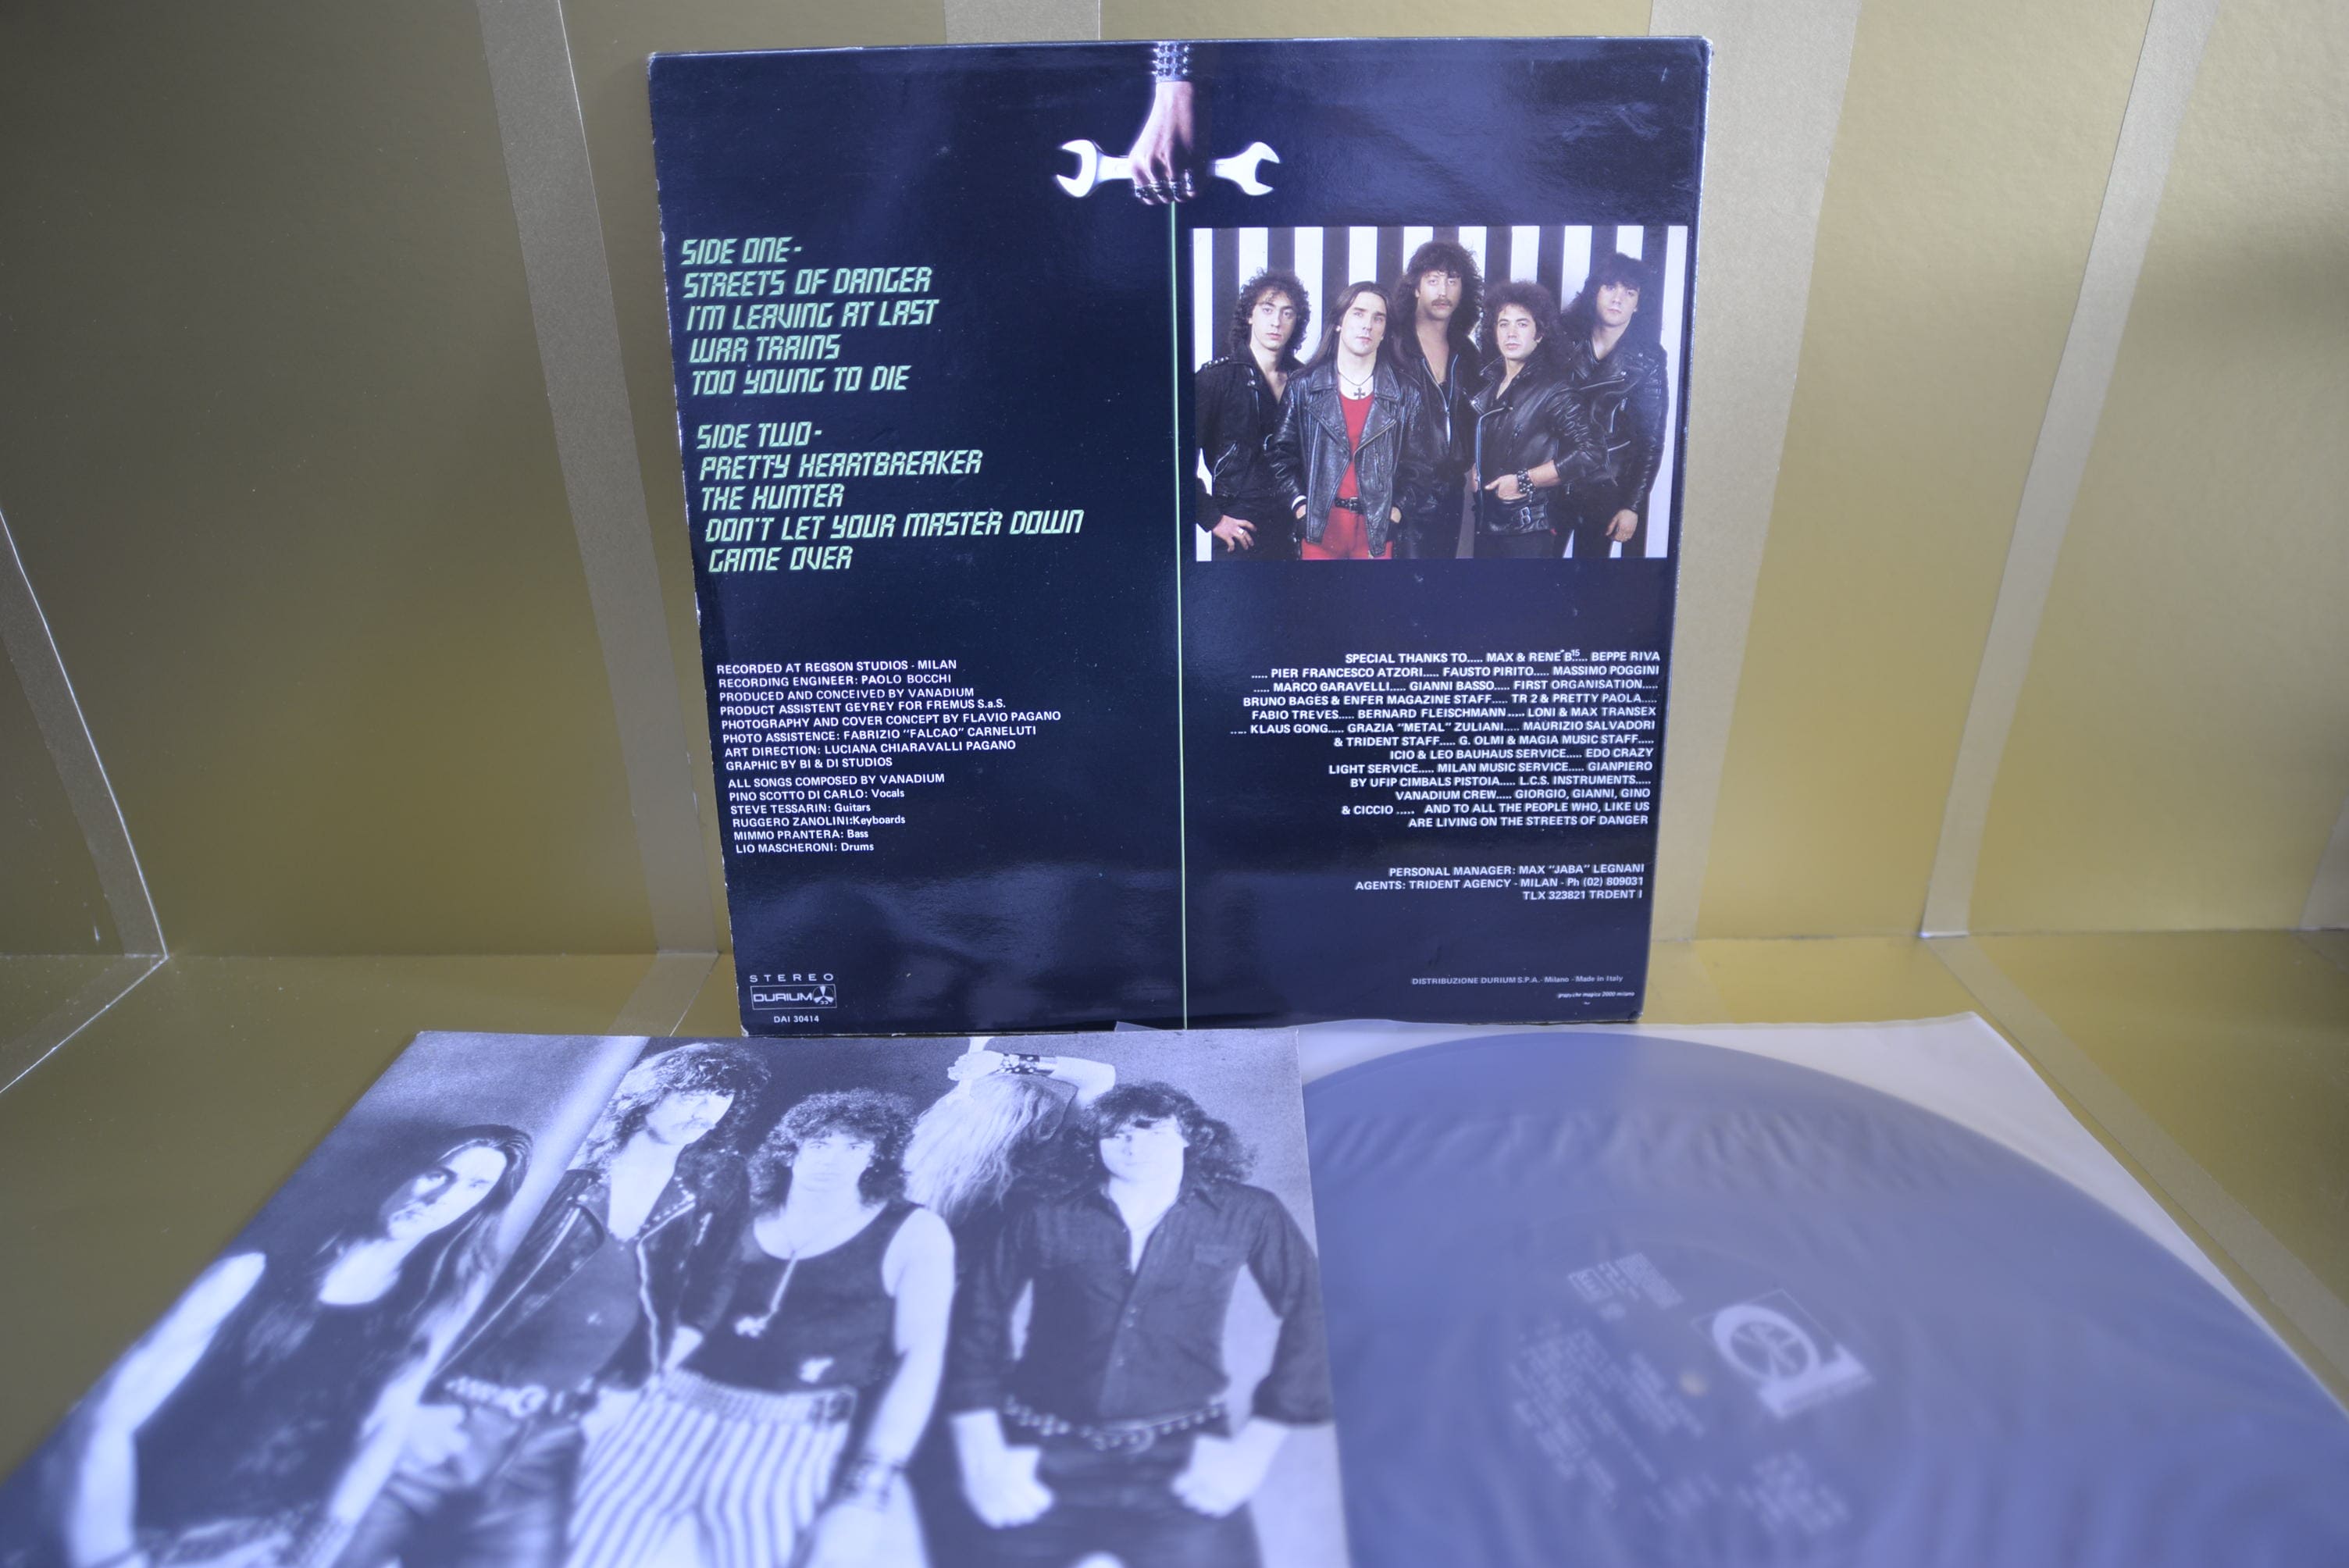 SIDE ONE-
STREETS OF DANGER
I'M LEAVING AT LAST
WAR TRAINS
TOO YOUNG TO DIE
SIDE TWO-
PRETTY HEARTBREAKER
THE HUNTER
DON'T LET YOUR MASTER DOWN
GAME OVER
RECORDED AT REGSON STUDIOS - MILAN
RECORDING ENGINEER: PAOLO BOCCHI
PRODUCED AND CONCEIVED BY VANADIUM
PRODUCT ASSISTENT GEYREY FOR FREMUS S.a.S.
PHOTOGRAPHY AND COVER CONCEPT BY FLAVIO PAGANO
PHOTO ASSISTENCE: FABRIZIO "FALCAO" CARNELUTI
ART DIRECTION: LUCIANA CHIARAVALLI PAGANO
GRAPHIC BY BI & DI STUDIOS
ALL SONGS COMPOSED BY VANADIUM
PINO SCOTTO DI CARLO: Vocals
STEVE TESSARIN: Guitars
RUGGERO ZANOLINI:Keyboards
MIMMO PRANTERA: Bass
LIO MASCHERONI: Drums
STEREO
DURIUM
DAI 30414
SPECIAL THANKS TO..... MAX & RENE' B.15.... BEPPE RIVA
..... PIER FRANCESCO ATZORI..... FAUSTO PIRITO..... MASSIMO POGGINI
..... MARCO GARAVELLI..... GIANNI BASSO..... FIRST ORGANISATION.....
BRUNO BAGES & ENFER MAGAZINE STAFF..... TR 2 & PRETTY PAOLA.....
FABIO TREVES..... BERNARD FLEISCHMANN..... LONI & MAX TRANSEX
..... KLAUS GONG..... GRAZIA "METAL" ZULIANI..... MAURIZIO SALVADORI
& TRIDENT STAFF..... G. OLMI & MAGIA MUSIC STAFF.....
ICIO & LEO BAUHAUS SERVICE..... EDO CRAZY
LIGHT SERVICE..... MILAN MUSIC SERVICE..... GIANPIERO
BY UFIP CIMBALS PISTOIA..... L.C.S. INSTRUMENTS.....
VANADIUM CREW..... GIORGIO, GIANNI, GINO
& CICCIO ..... AND TO ALL THE PEOPLE WHO, LIKE US
ARE LIVING ON THE STREETS OF DANGER
PERSONAL MANAGER: MAX "JABA" LEGNANI
AGENTS: TRIDENT AGENCY - MILAN - Ph (02) 809031
TLX 323821 TRDENT I
DISTRIBUZIONE DURIUM S.P.A. - Milano - Made in Italy
2000 milano